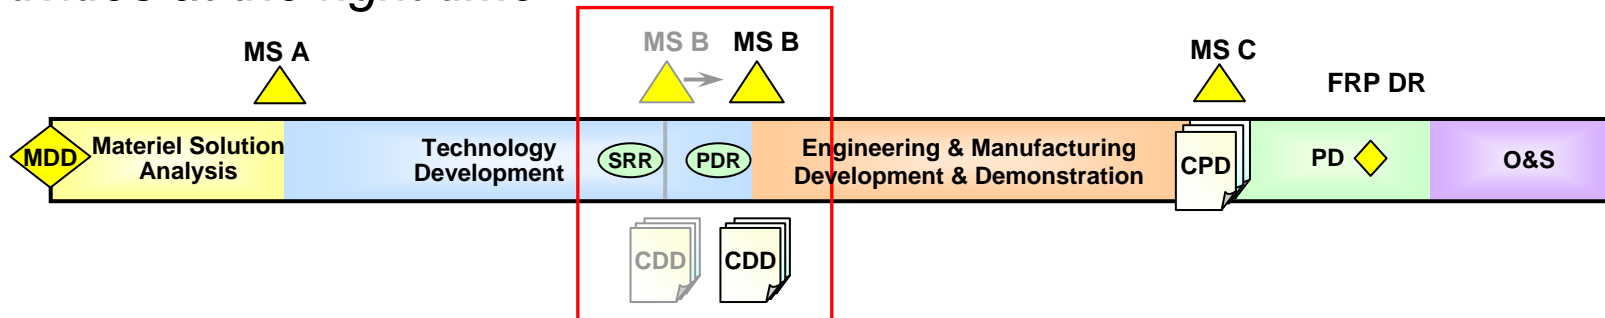 MS A
MS B
MS B
MS C
FRP DR
MDD
Materiel Solution
Analysis
Technology
Development
SRR
PDR
Engineering & Manufacturing
Development & Demonstration
CPD
PD
O&S
CDD
CDD